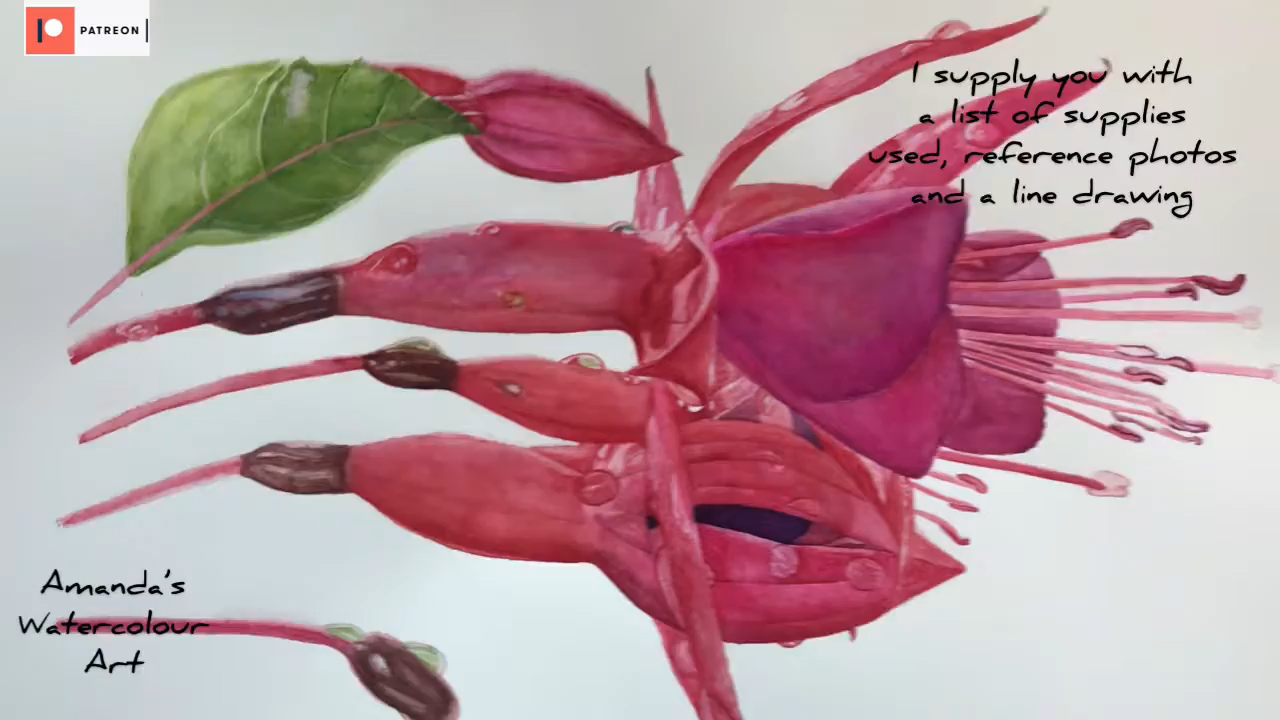 PATREON
I supply you with
a list of supplies
used, reference photos
and a line drawing
Amanda's
Watercolour
Art